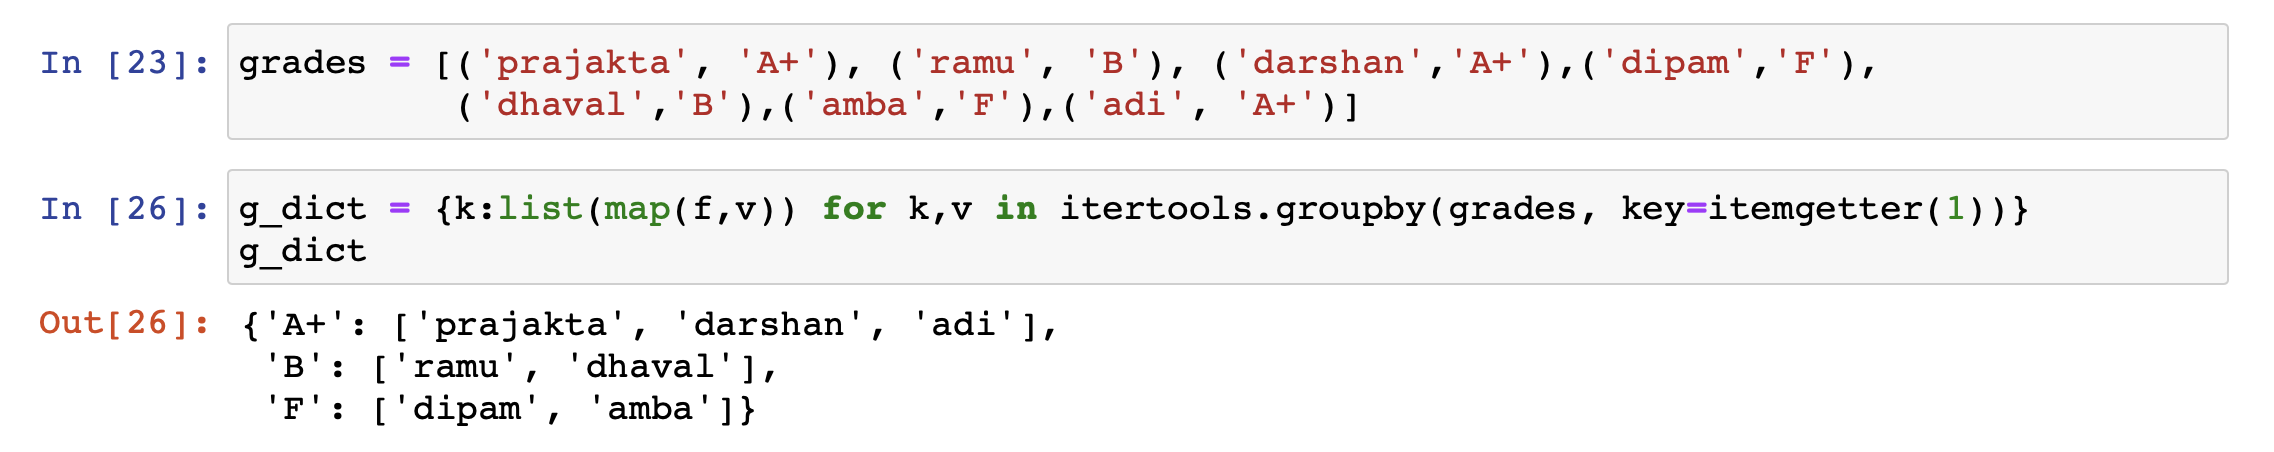 In [23]: grades = [('prajakta', 'A+'), ('ramu', 'B'), ('darshan','A+'),('dipam','F'),
('dhaval','B'),('amba','F'),('adi', 'A+')]
In [26]: g_dict = {k:list(map(f,v)) for k,v in itertools.groupby(grades, key=itemgetter(1))}
g_dict
Out[26]: {'A+': ['prajakta', 'darshan', 'adi'],
'B': ['ramu', 'dhaval'],
'F': ['dipam', 'amba']}